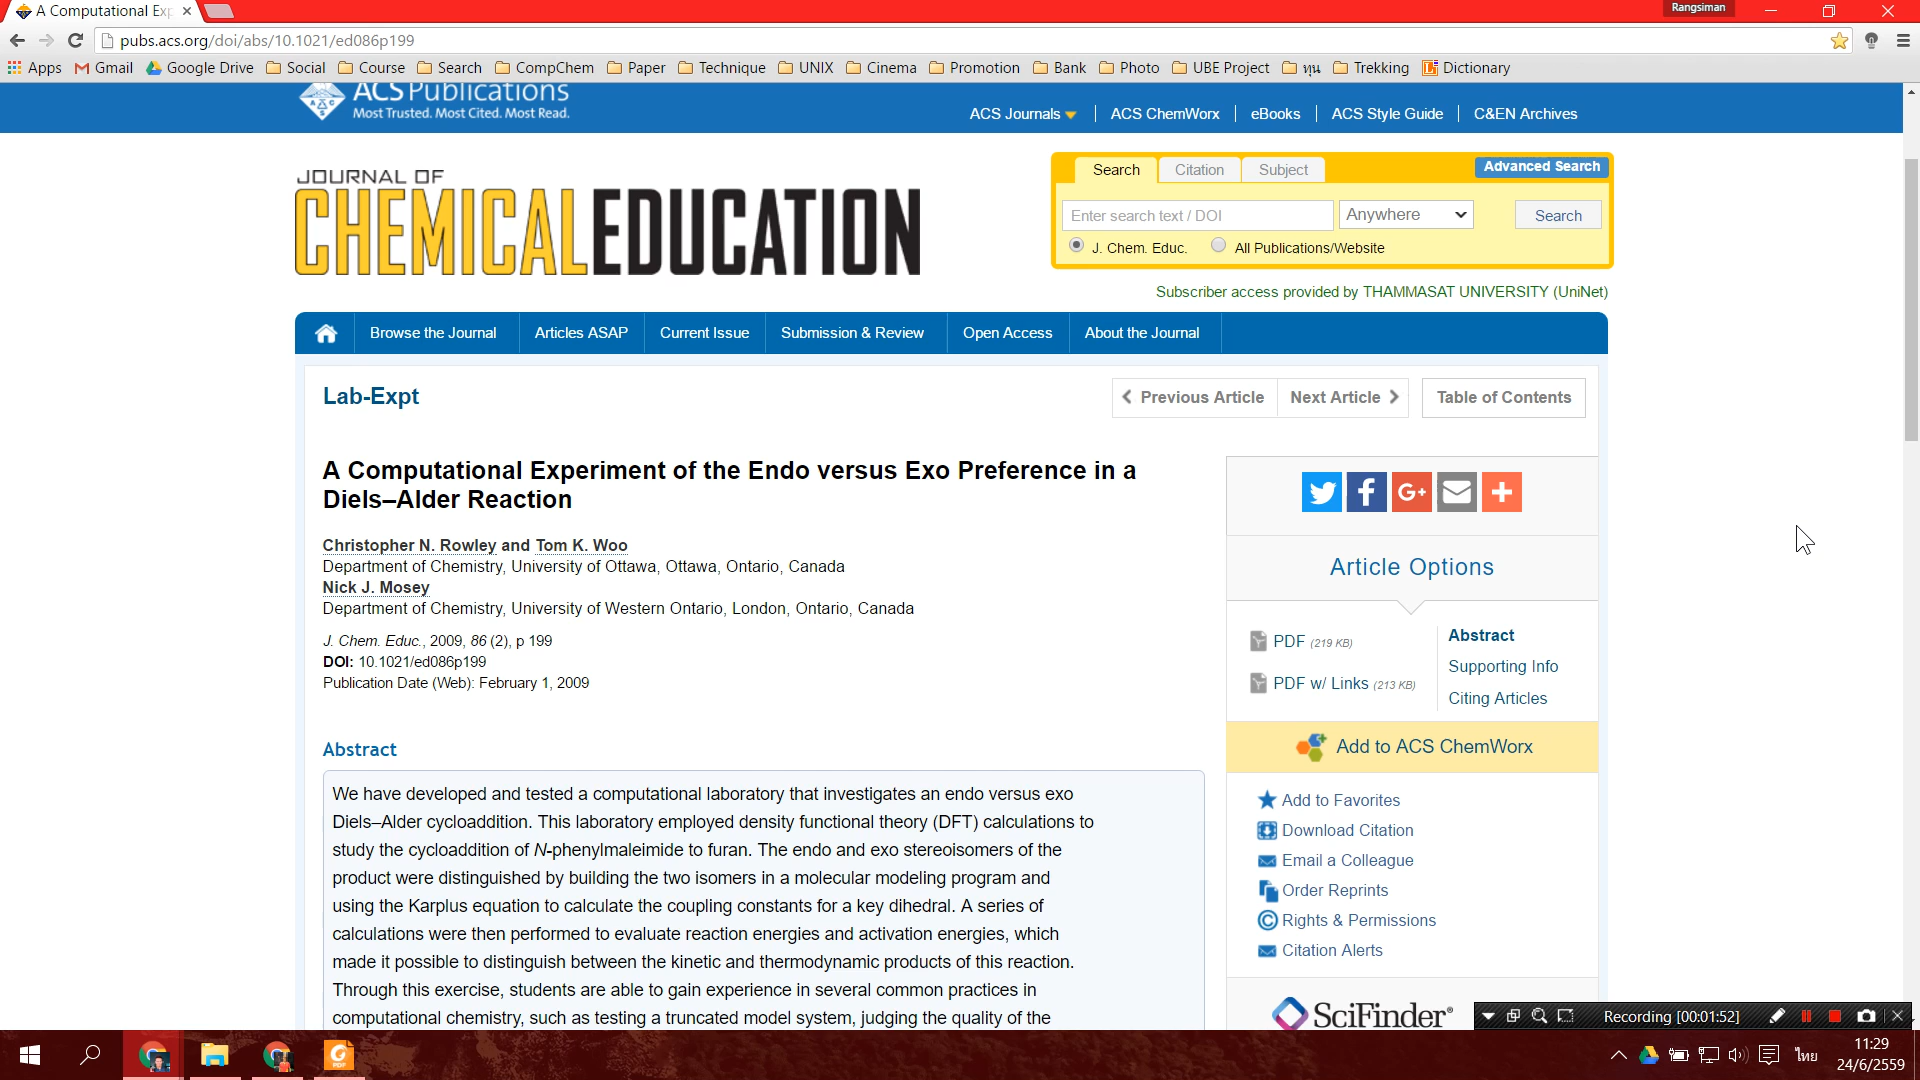 A Computational Exp
Rangsiman
pubs.acs.org/doi/abs/10.1021/ed086p199
Apps Gmail Google Drive Social Course Search CompChem Paper Technique UNIX Cinema Promotion Bank Photo UBE Project ทุน Trekking Dictionary
ACS Publications
Most Trusted. Most Cited. Most Read.
ACS Journals ACS ChemWorx eBooks ACS Style Guide C&EN Archives
JOURNAL OF
CHEMICALEDUCATION
Search Citation Subject Advanced Search
Enter search text / DOI Anywhere Search
J. Chem. Educ. All Publications/Website
Subscriber access provided by THAMMASAT UNIVERSITY (UniNet)
Browse the Journal Articles ASAP Current Issue Submission & Review Open Access About the Journal
Lab-Expt
Previous Article Next Article Table of Contents
A Computational Experiment of the Endo versus Exo Preference in a
Diels–Alder Reaction
Christopher N. Rowley and Tom K. Woo
Department of Chemistry, University of Ottawa, Ottawa, Ontario, Canada
Nick J. Mosey
Department of Chemistry, University of Western Ontario, London, Ontario, Canada
J. Chem. Educ., 2009, 86 (2), p 199
DOI: 10.1021/ed086p199
Publication Date (Web): February 1, 2009
Abstract
We have developed and tested a computational laboratory that investigates an endo versus exo
Diels–Alder cycloaddition. This laboratory employed density functional theory (DFT) calculations to
study the cycloaddition of N-phenylmaleimide to furan. The endo and exo stereoisomers of the
product were distinguished by building the two isomers in a molecular modeling program and
using the Karplus equation to calculate the coupling constants for a key dihedral. A series of
calculations were then performed to evaluate reaction energies and activation energies, which
made it possible to distinguish between the kinetic and thermodynamic products of this reaction.
Through this exercise, students are able to gain experience in several common practices in
computational chemistry, such as testing a truncated model system, judging the quality of the
G+
Article Options
PDF (219 KB)
PDF w/ Links (213 KB)
Abstract
Supporting Info
Citing Articles
Add to ACS ChemWorx
Add to Favorites
Download Citation
Email a Colleague
Order Reprints
Rights & Permissions
Citation Alerts
SciFinder®
Recording [00:01:52]
PDF
ไทย
11:29
24/6/2559